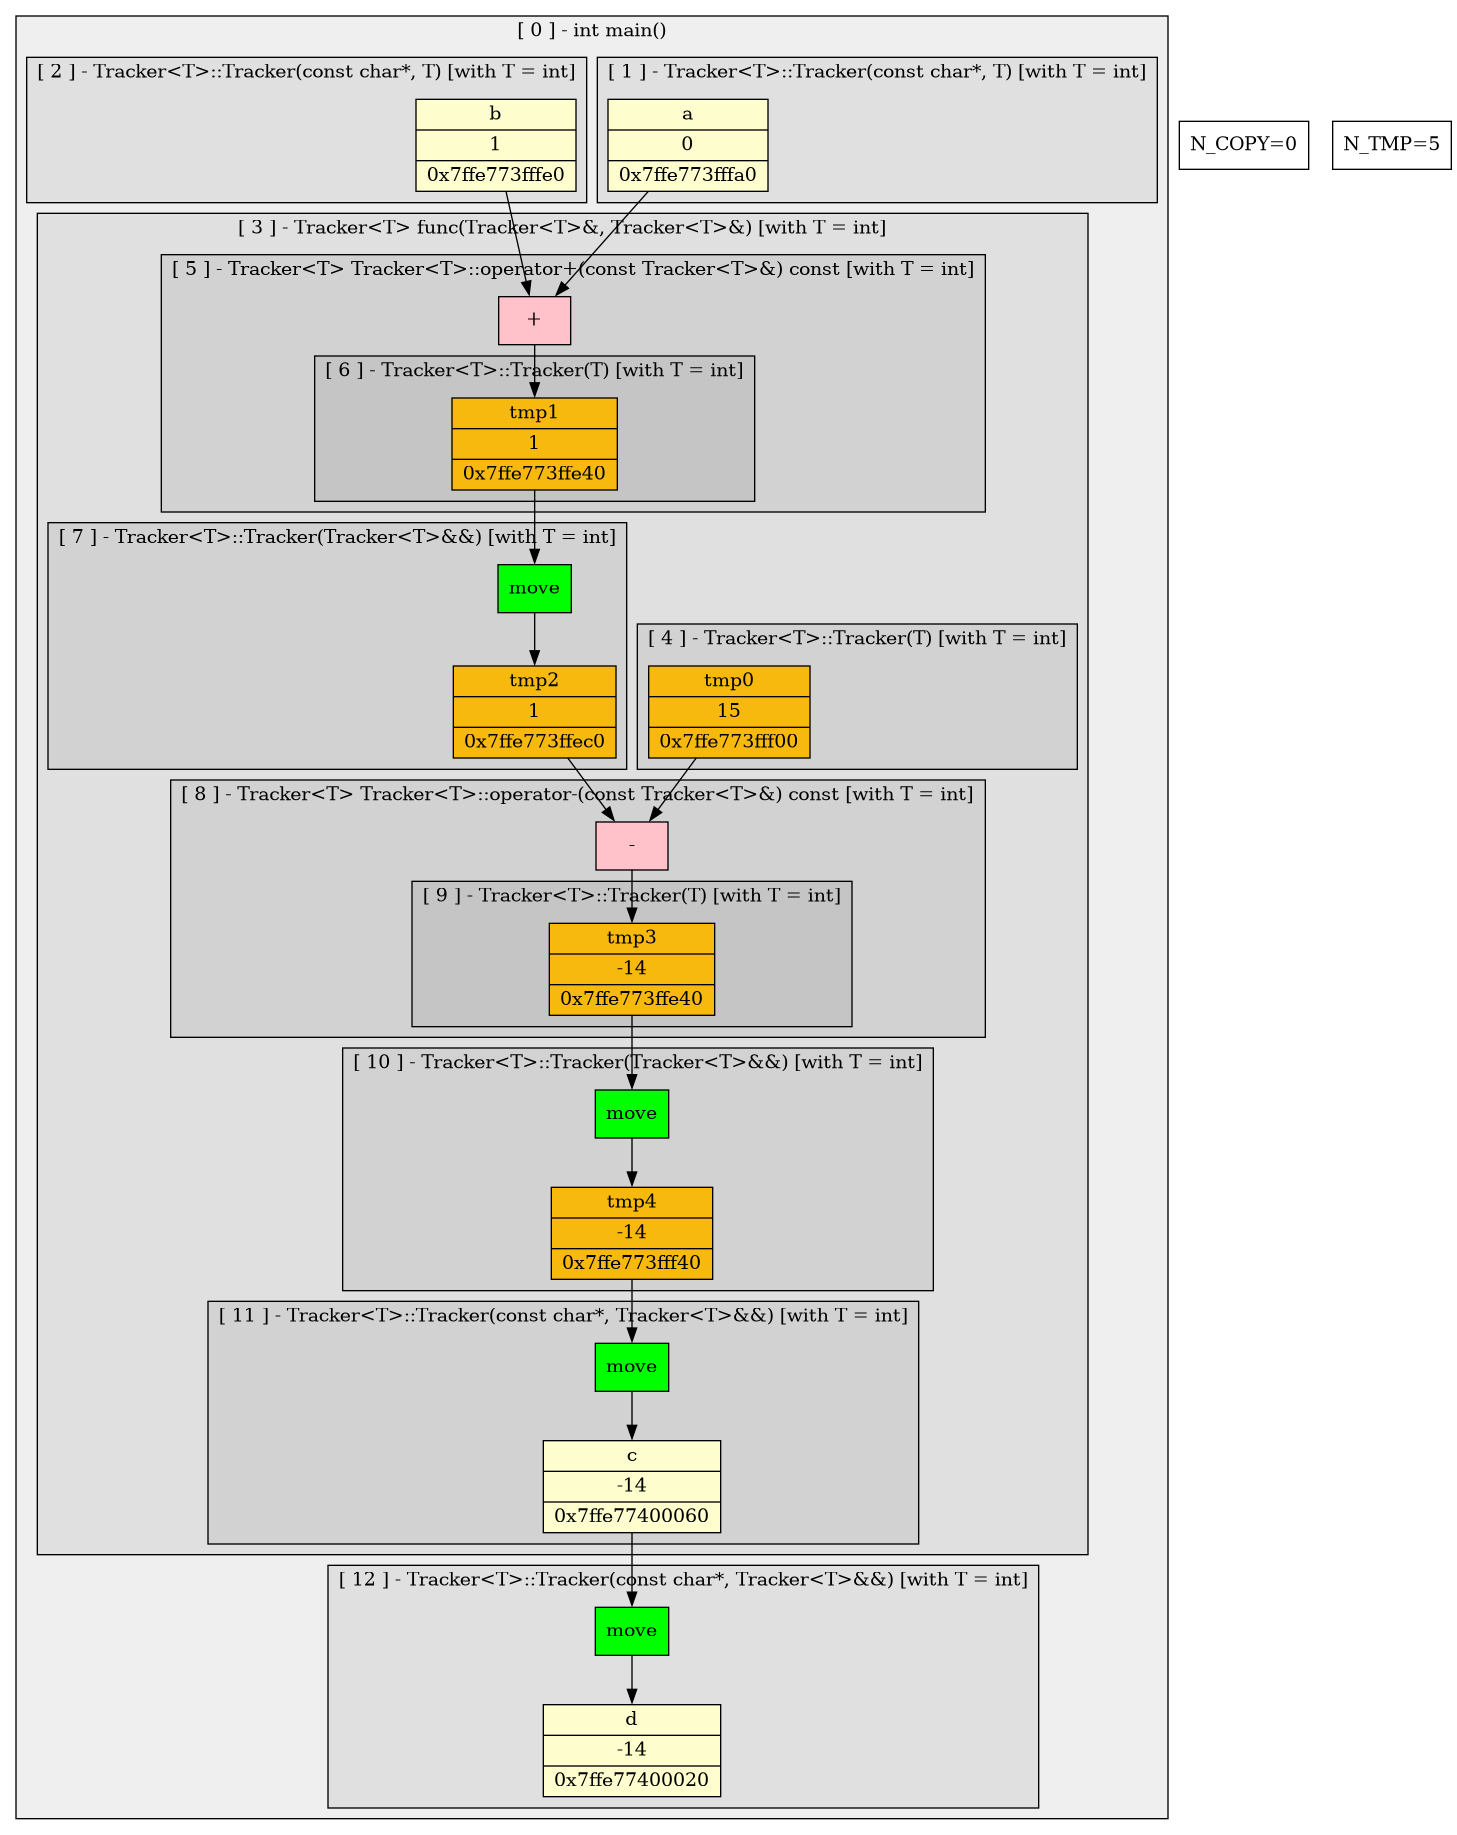 [ 0 ] - int main()
[ 2 ] - Tracker<T>::Tracker(const char*, T) [with T = int]
b
1
0x7ffe773fffe0
[ 1 ] - Tracker<T>::Tracker(const char*, T) [with T = int]
a
0
0x7ffe773fffa0
N_COPY=0
N_TMP=5
[ 3 ] - Tracker<T> func(Tracker<T>&, Tracker<T>&) [with T = int]
[ 5 ] - Tracker<T> Tracker<T>::operator+(const Tracker<T>&) const [with T = int]
+
[ 6 ] - Tracker<T>::Tracker(T) [with T = int]
tmp1
1
0x7ffe773ffe40
[ 7 ] - Tracker<T>::Tracker(Tracker<T>&&) [with T = int]
move
tmp2
1
0x7ffe773ffec0
[ 4 ] - Tracker<T>::Tracker(T) [with T = int]
tmp0
15
0x7ffe773fff00
[ 8 ] - Tracker<T> Tracker<T>::operator-(const Tracker<T>&) const [with T = int]
-
[ 9 ] - Tracker<T>::Tracker(T) [with T = int]
tmp3
-14
0x7ffe773ffe40
[ 10 ] - Tracker<T>::Tracker(Tracker<T>&&) [with T = int]
move
tmp4
-14
0x7ffe773fff40
[ 11 ] - Tracker<T>::Tracker(const char*, Tracker<T>&&) [with T = int]
move
c
-14
0x7ffe77400060
[ 12 ] - Tracker<T>::Tracker(const char*, Tracker<T>&&) [with T = int]
move
d
-14
0x7ffe77400020